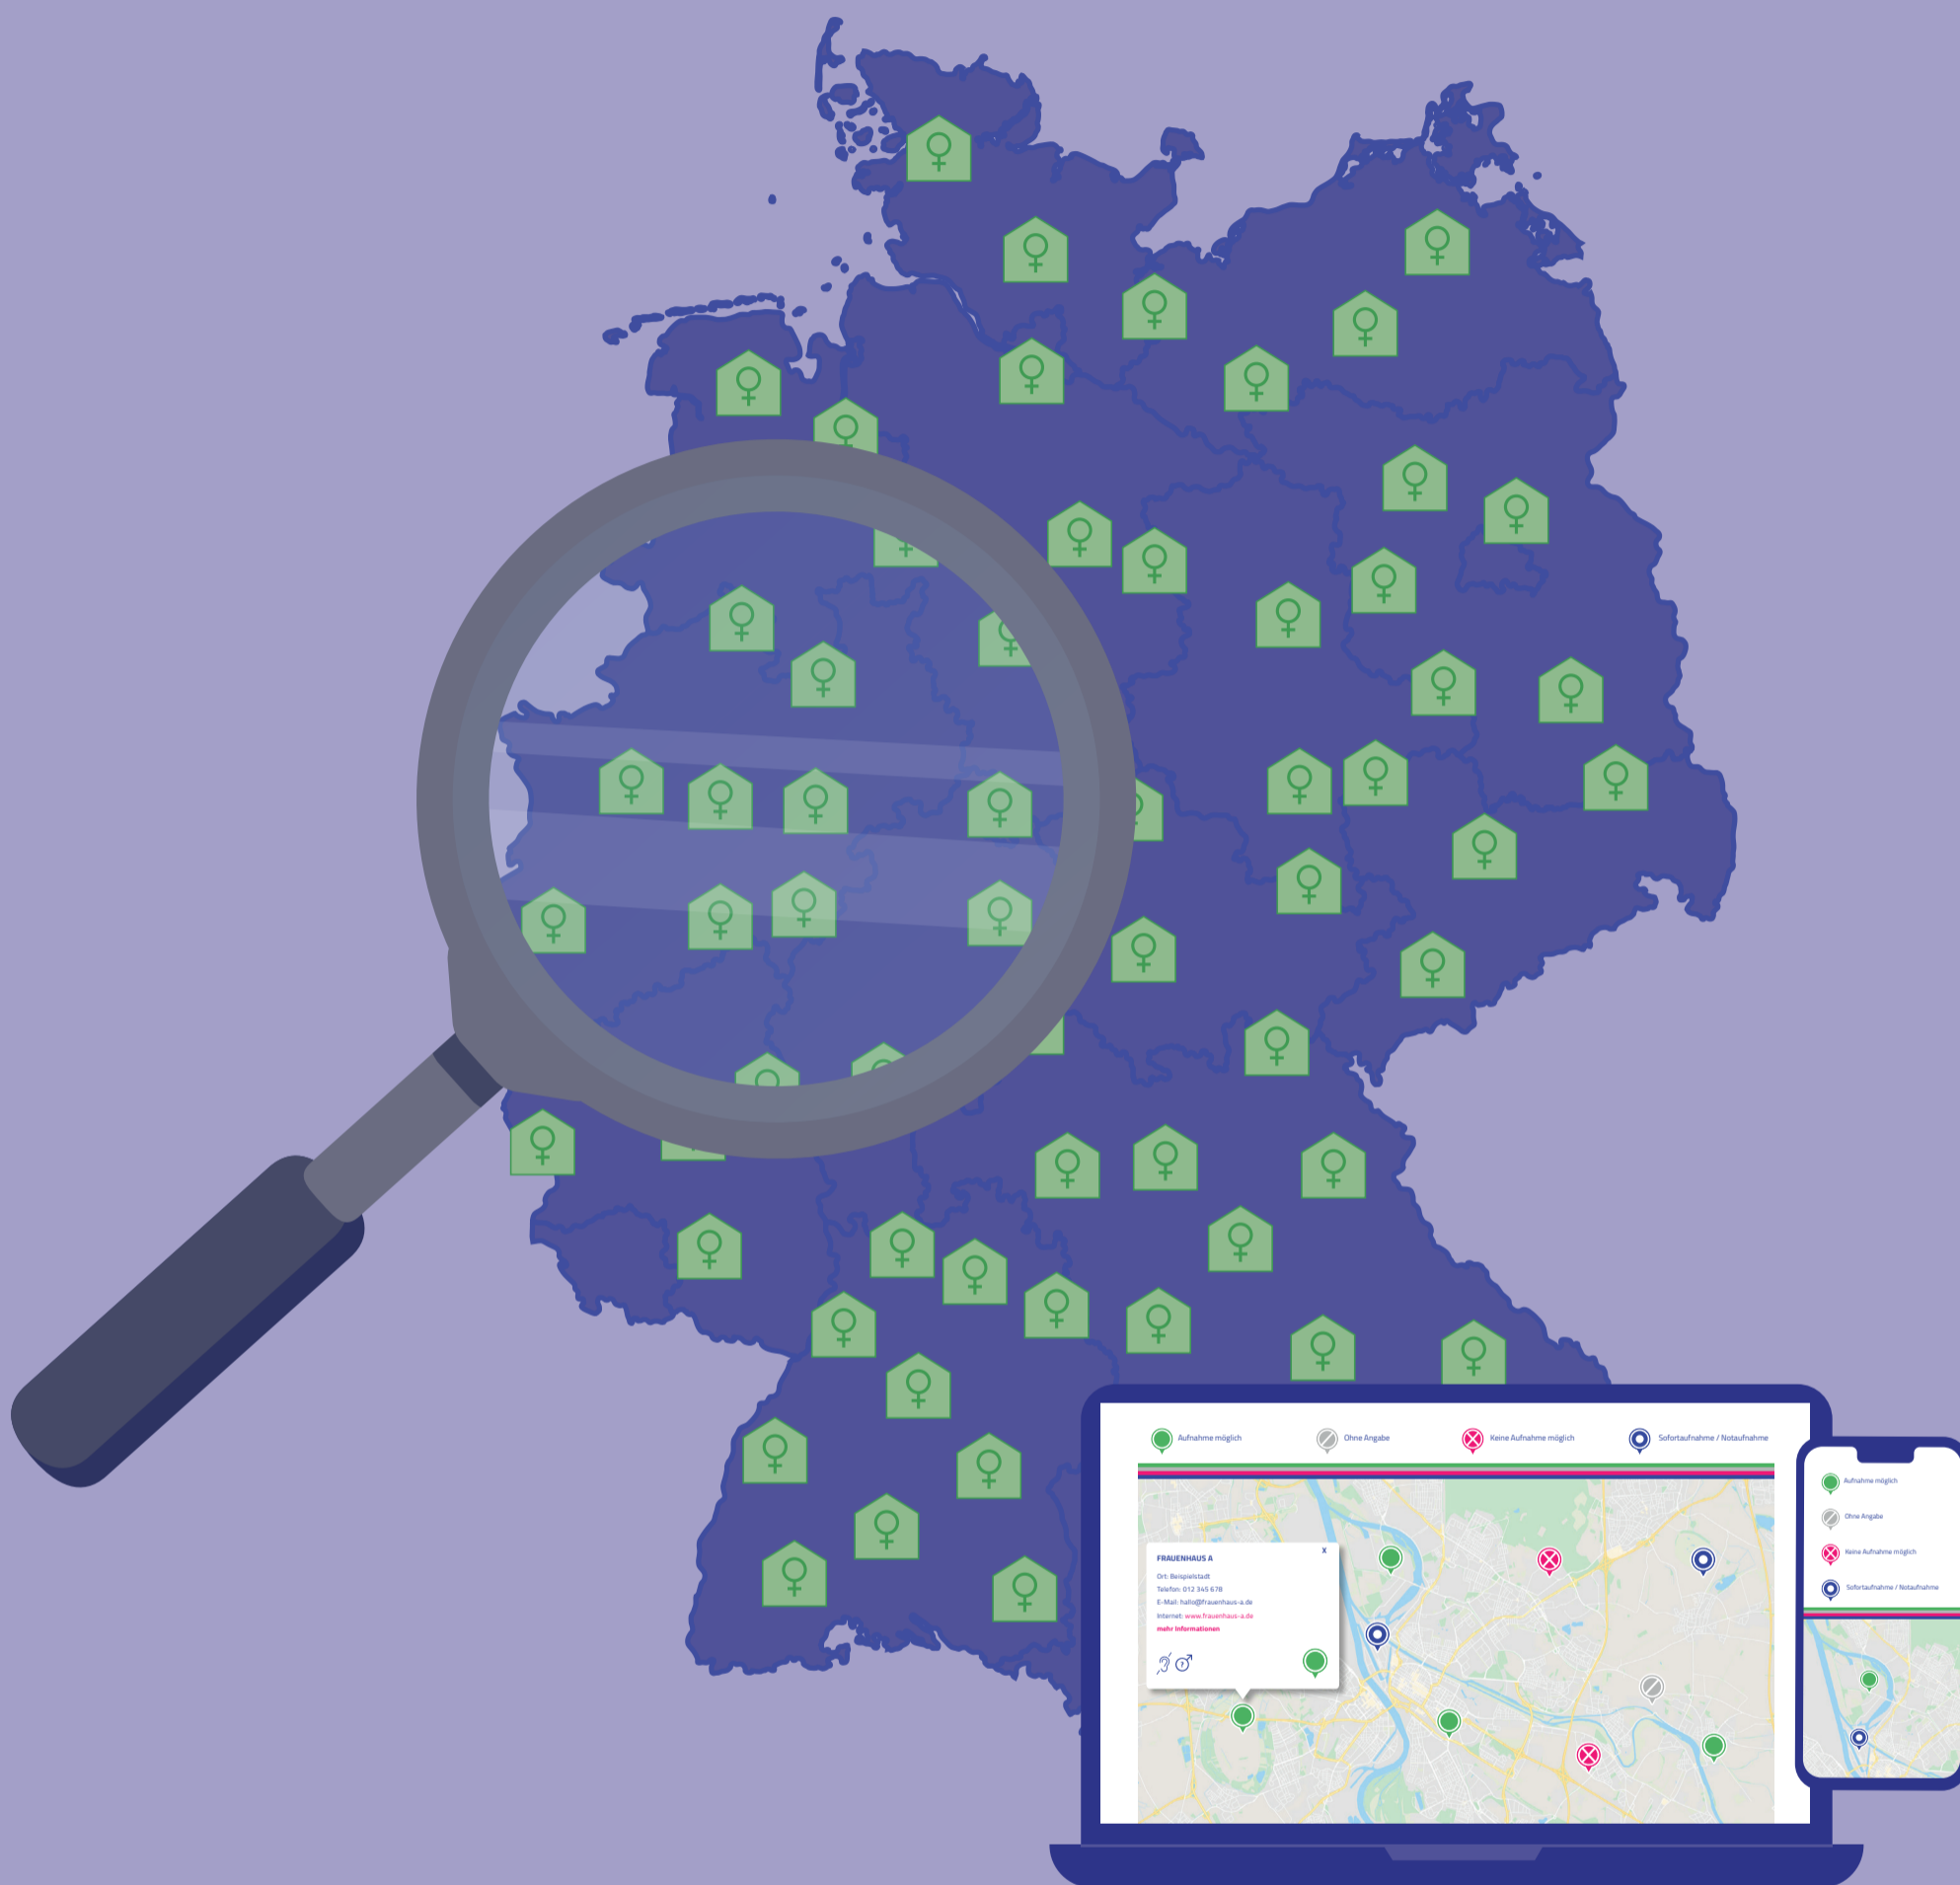 Aufnahme möglich
Ohne Angabe
Keine Aufnahme möglich
Sofortaufnahme / Notaufnahme
X
FRAUENHAUS A
Ort: Beispielstadt
Telefon: 012 345 678
E-Mail: hallo@frauenhaus-a.de
Internet: www.frauenhaus-a.de
mehr Informationen
?
Aufnahme möglich
Ohne Angabe
Keine Aufnahme möglich
Sofortaufnahme / Notaufnahme